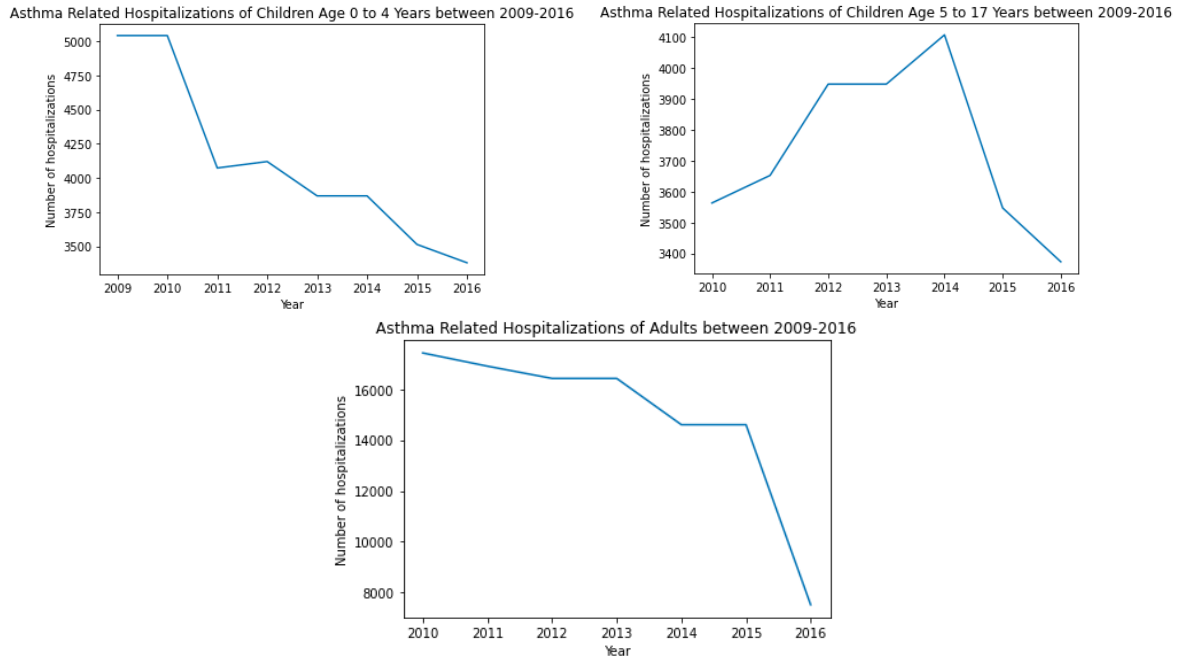 Asthma Related Hospitalizations of Children Age 0 to 4 Years between 2009-2016
5000
4750
4500
4250
4000
3750
3500
Number of hospitalizations
2009 2010 2011 2012 2013 2014 2015 2016
Year
Asthma Related Hospitalizations of Children Age 5 to 17 Years between 2009-2016
4100
4000
3900
3800
3700
3600
3500
3400
Number of hospitalizations
2010 2011 2012 2013 2014 2015 2016
Year
Asthma Related Hospitalizations of Adults between 2009-2016
16000
14000
12000
10000
8000
Number of hospitalizations
2010 2011 2012 2013 2014 2015 2016
Year